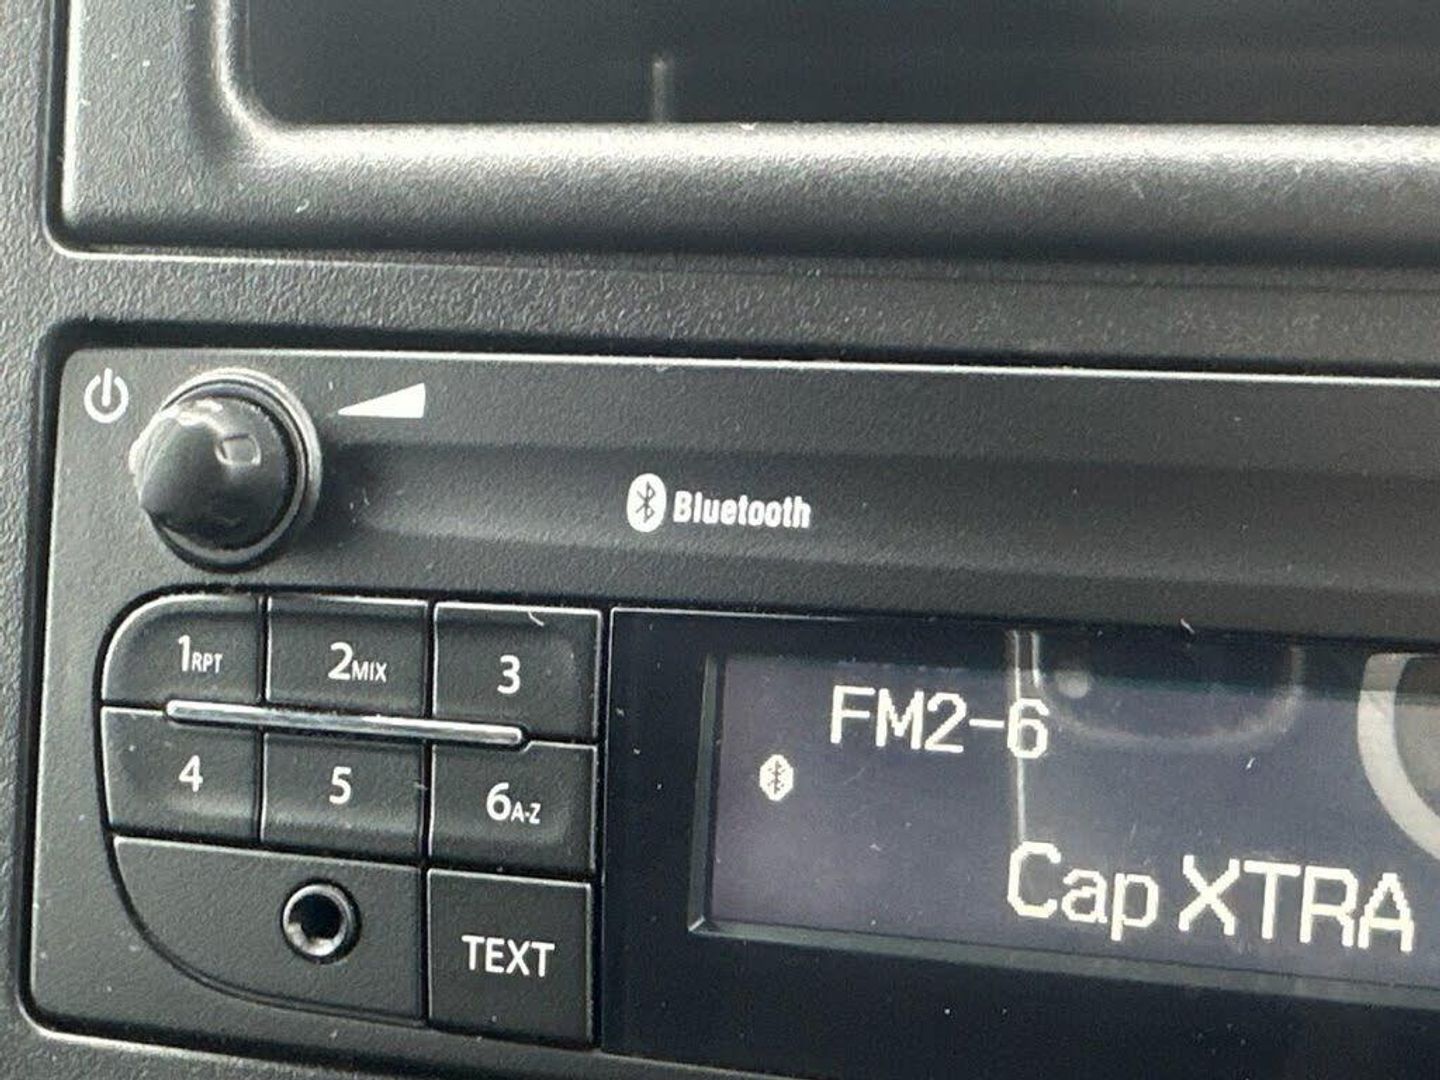 Bluetooth
1RPT 2MIX 3
4 5 6A-Z
TEXT
FM2-6
Cap XTRA